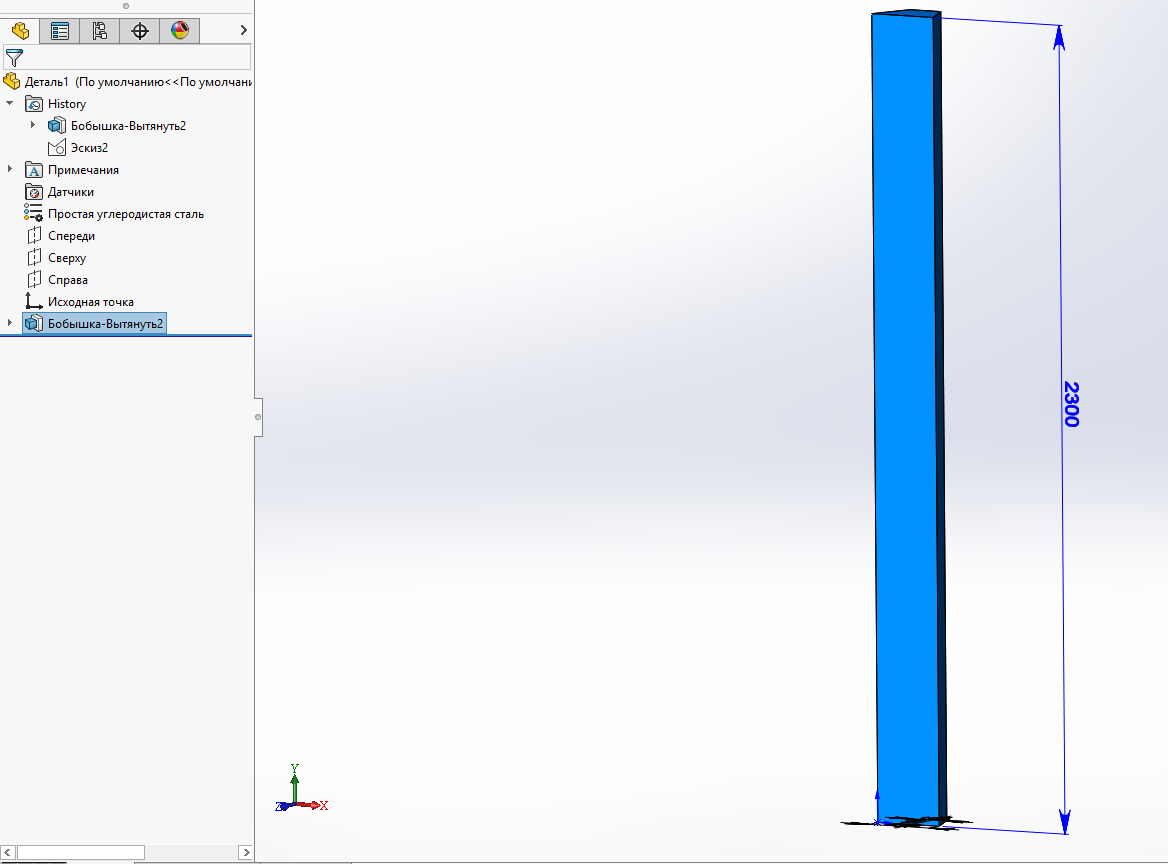 Деталь1 (По умолчанию<<По умолчани
History
Бобышка-Вытянуть2
Эскиз2
Примечания
Датчики
Простая углеродистая сталь
Спереди
Сверху
Справа
Исходная точка
Бобышка-Вытянуть2
2300
Y
Z
X